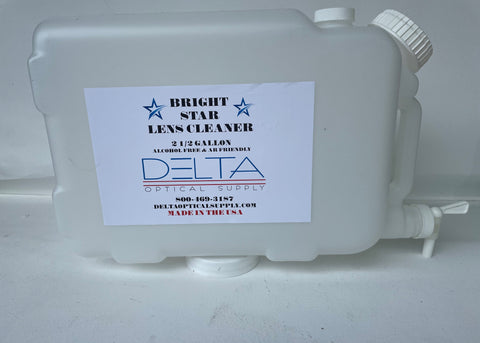 BRIGHT
STAR
LENS CLEANER
2 1/2 GALLON
ALCOHOL FREE & AR FRIENDLY
DELTA
OPTICAL SUPPLY
800-469-3187
DELTAOPTICALSUPPLY.COM
MADE IN THE USA